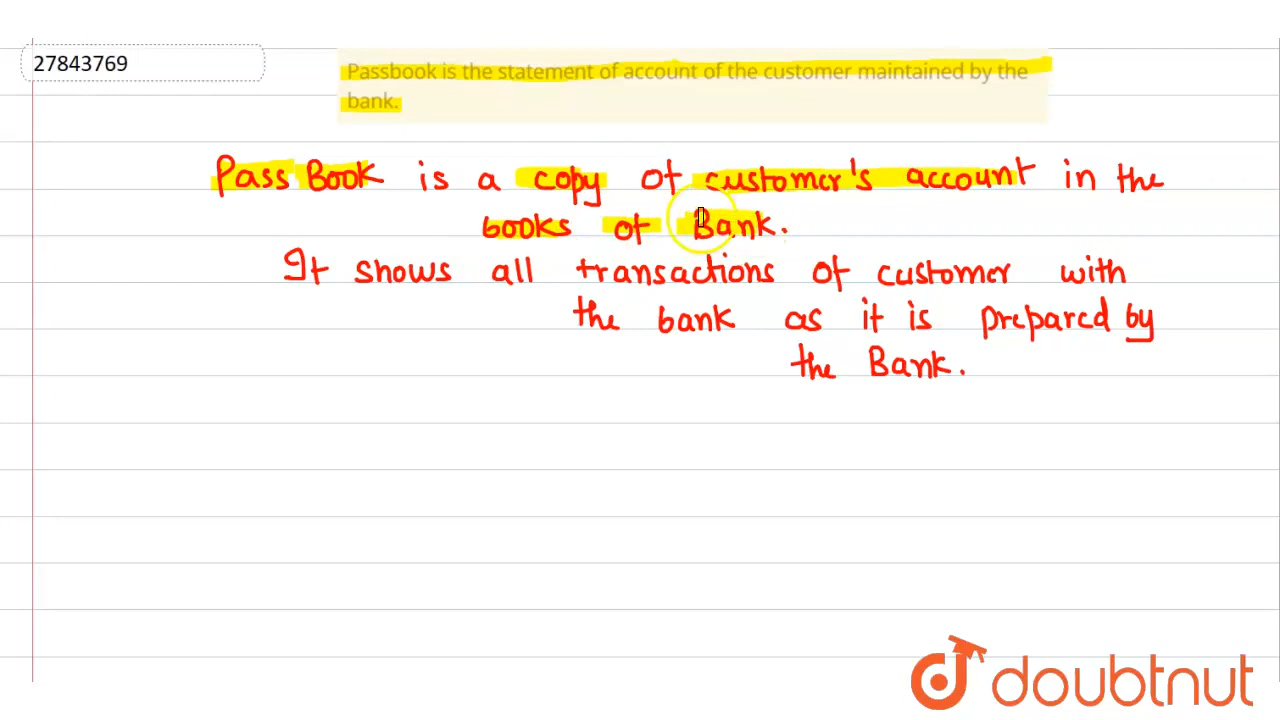 27843769
Passbook is the statement of account of the customer maintained by the
bank.
Pass Book is a copy of customer's account in the
books of Bank.
It shows all transactions of customer with
the bank as it is prepared by
the Bank.
doubtnut